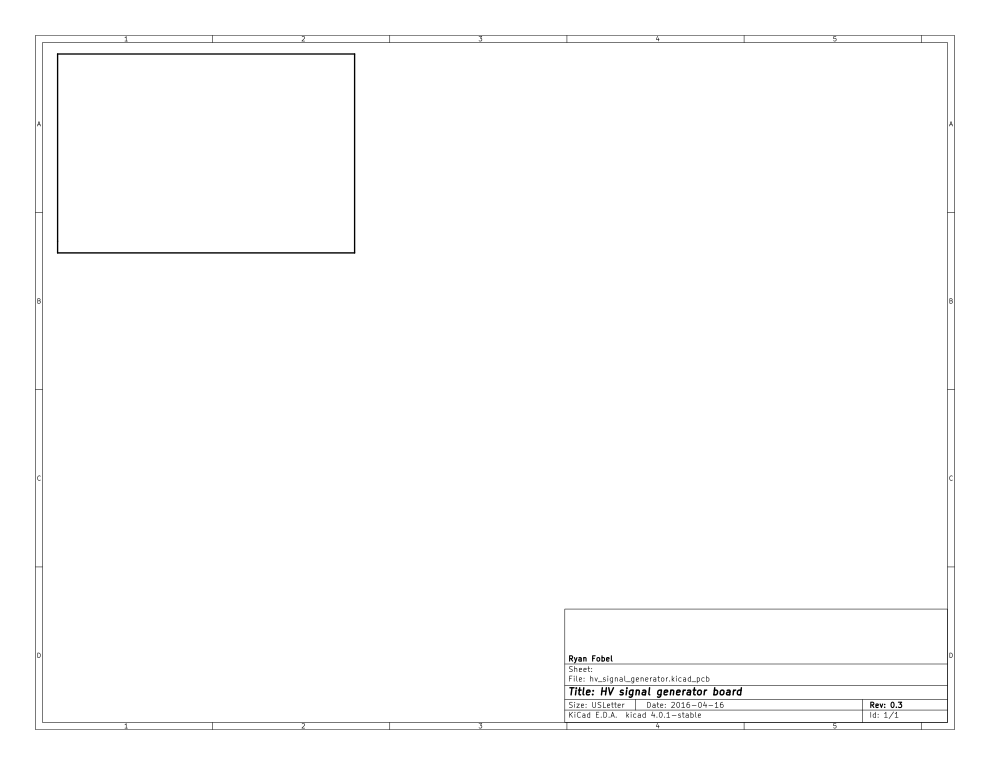 1 2 3 4 5
A A
B B
C C
D D
Ryan Fobel
Sheet:
File: hv_signal_generator.kicad_pcb
Title: HV signal generator board
Size: USLetter Date: 2016-04-16 Rev: 0.3
KiCad E.D.A. kicad 4.0.1-stable Id: 1/1
1 2 3 4 5